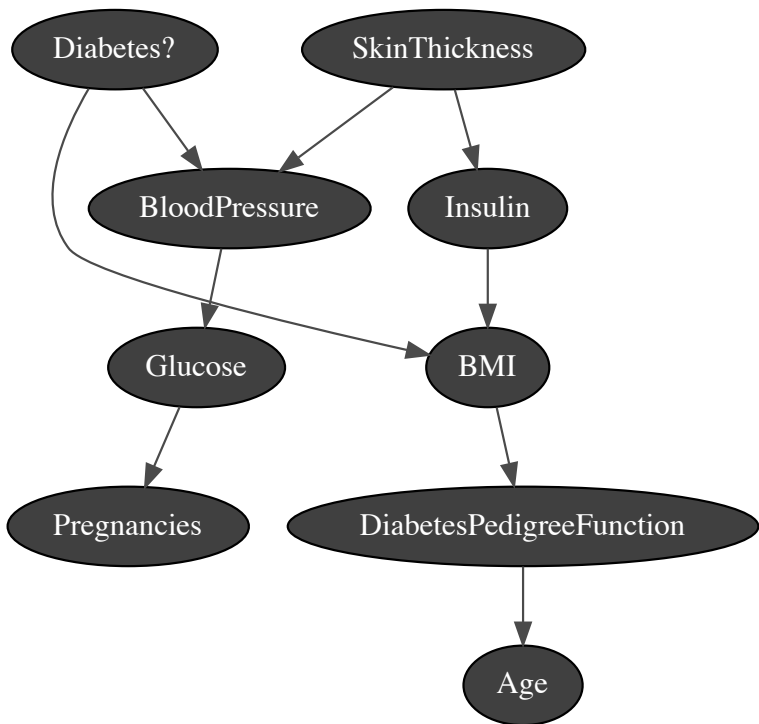 Diabetes?
SkinThickness
BloodPressure
Insulin
Glucose
BMI
Pregnancies
DiabetesPedigreeFunction
Age